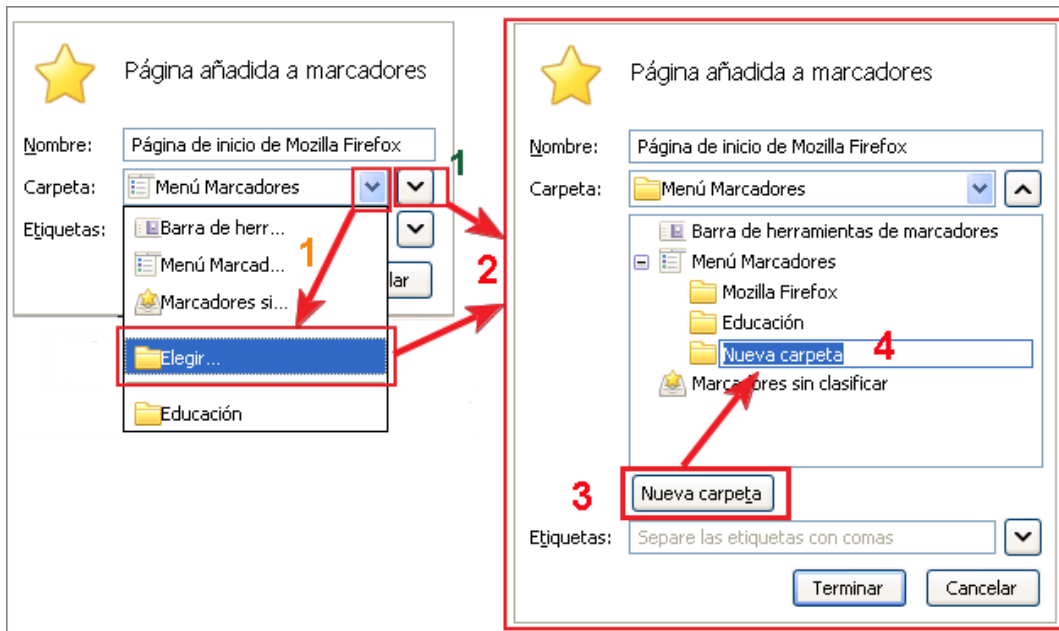 Página añadida a marcadores
Nombre: Página de inicio de Mozilla Firefox
1
Carpeta: Menú Marcadores
Etiquetas:
Barra de herr...
1
Menú Marcad...
Marcadores si...
lar
Elegir...
Educación
2
Página añadida a marcadores
Nombre: Página de inicio de Mozilla Firefox
Carpeta: Menú Marcadores
Barra de herramientas de marcadores
Menú Marcadores
Mozilla Firefox
Educación
Nueva carpeta 4
Marcadores sin clasificar
3 Nueva carpeta
Etiquetas: Separe las etiquetas con comas
Terminar Cancelar